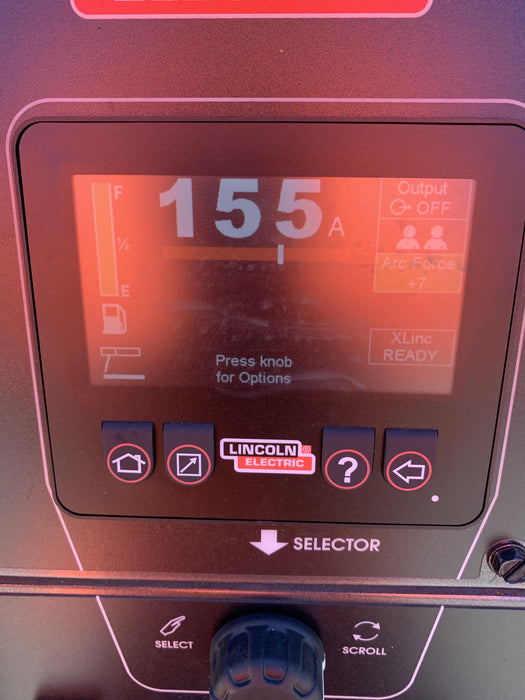 155 A
F
½
E
Output
OFF
Arc Force
+7
XLinc
READY
Press knob
for Options
LINCOLN
ELECTRIC
?
SELECTOR
SELECT
SCROLL